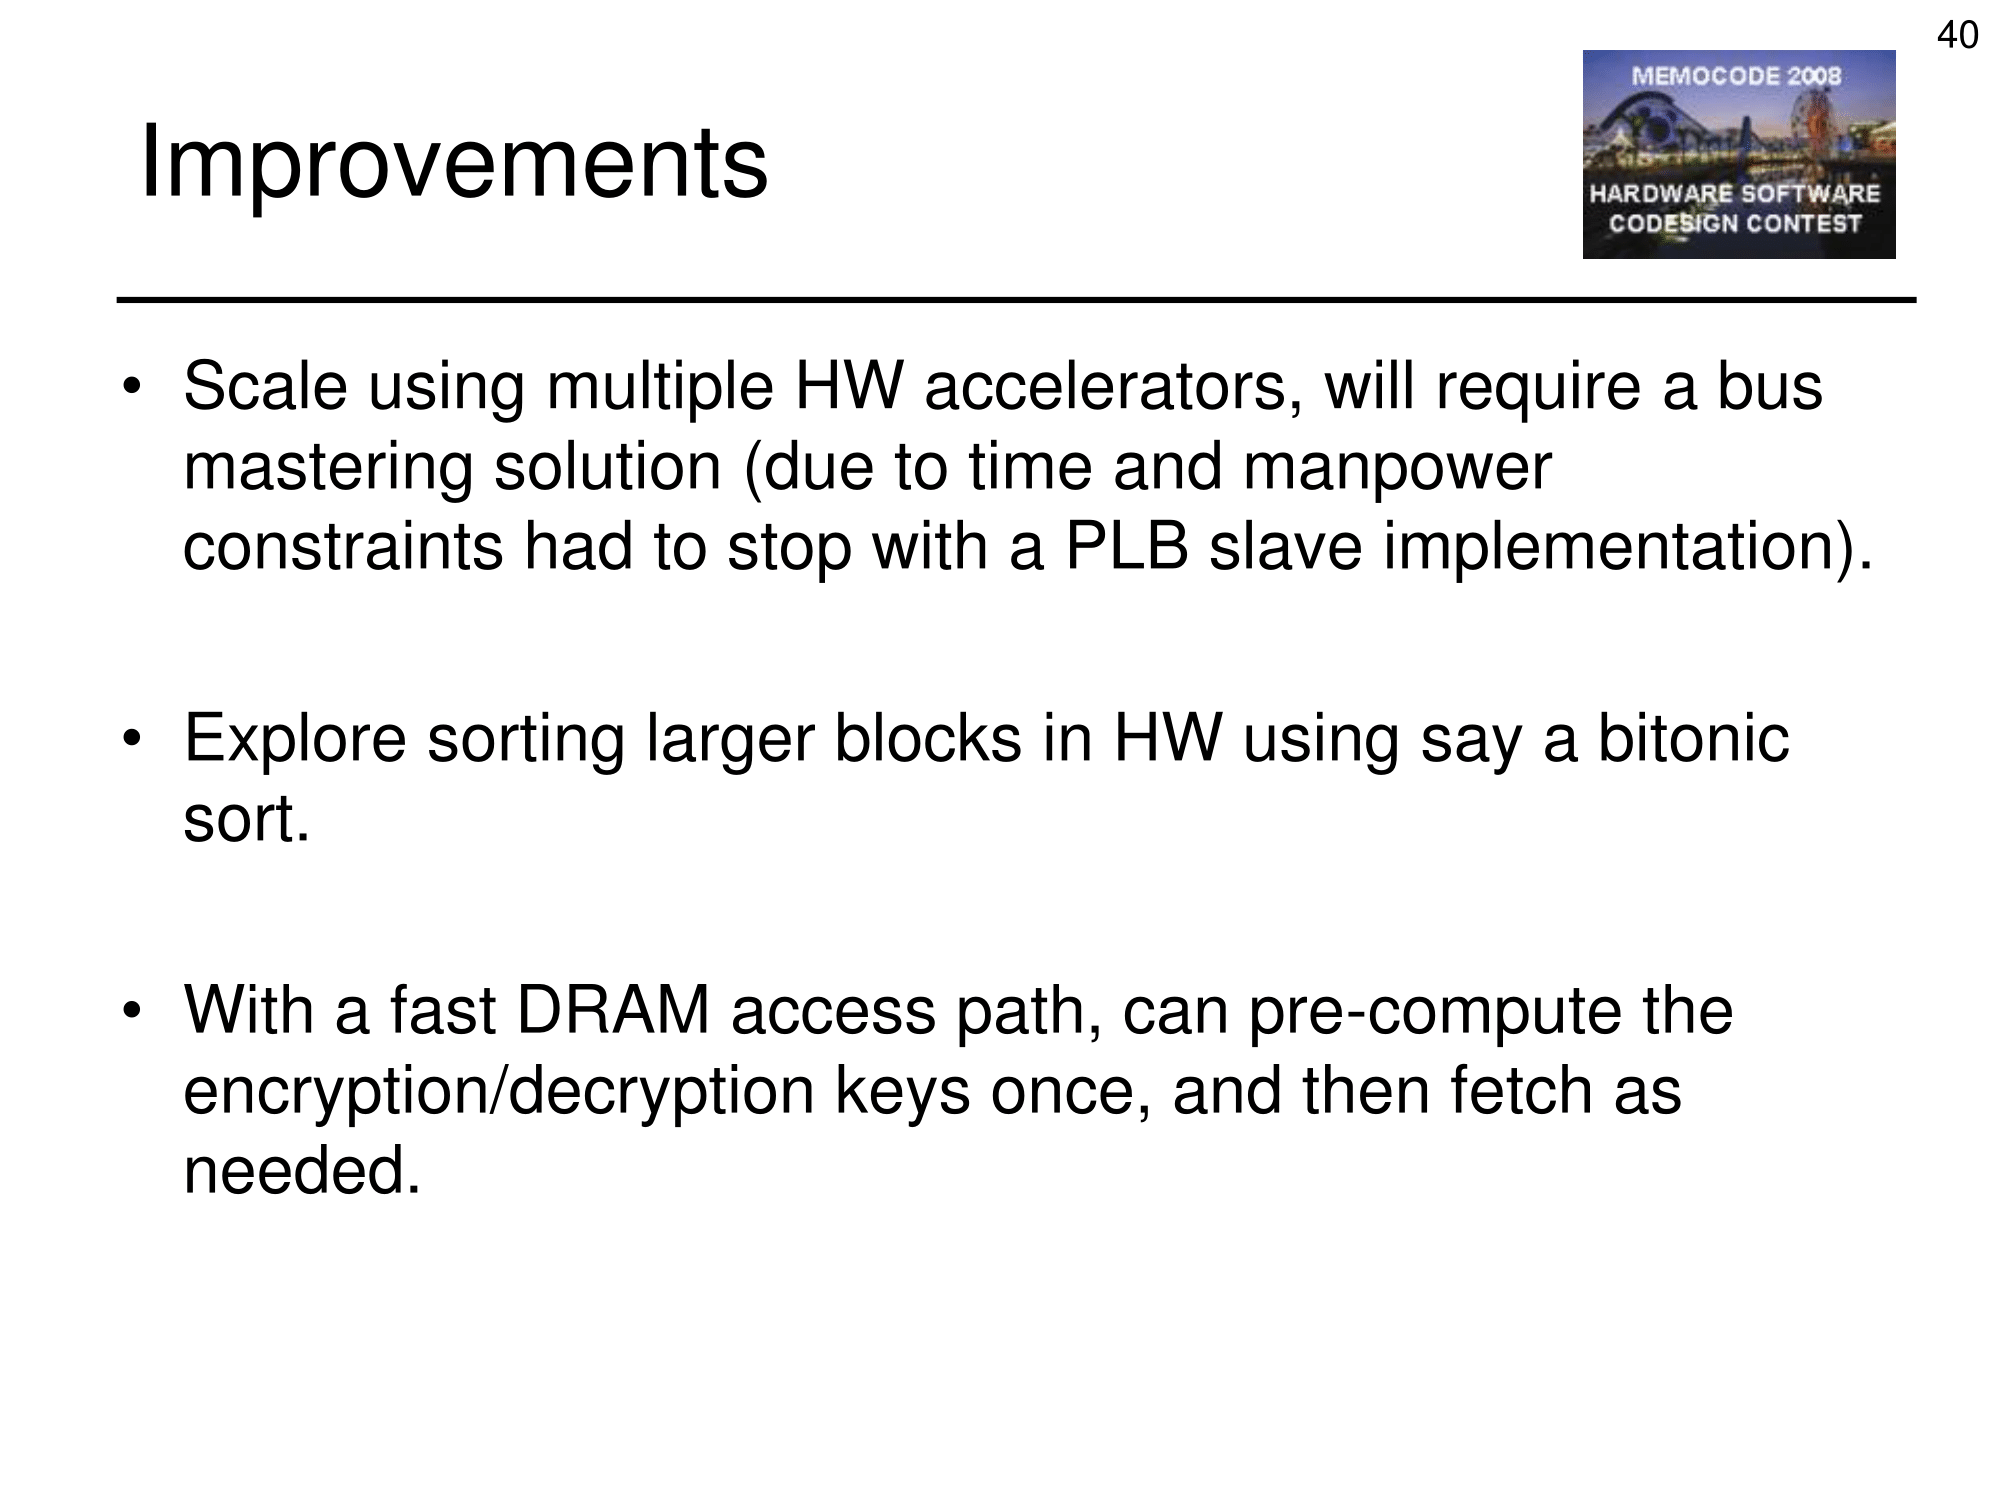 40
MEMOCODE 2008
HARDWARE SOFTWARE
CODESIGN CONTEST
Improvements
• Scale using multiple HW accelerators, will require a bus
mastering solution (due to time and manpower
constraints had to stop with a PLB slave implementation).
• Explore sorting larger blocks in HW using say a bitonic
sort.
• With a fast DRAM access path, can pre-compute the
encryption/decryption keys once, and then fetch as
needed.